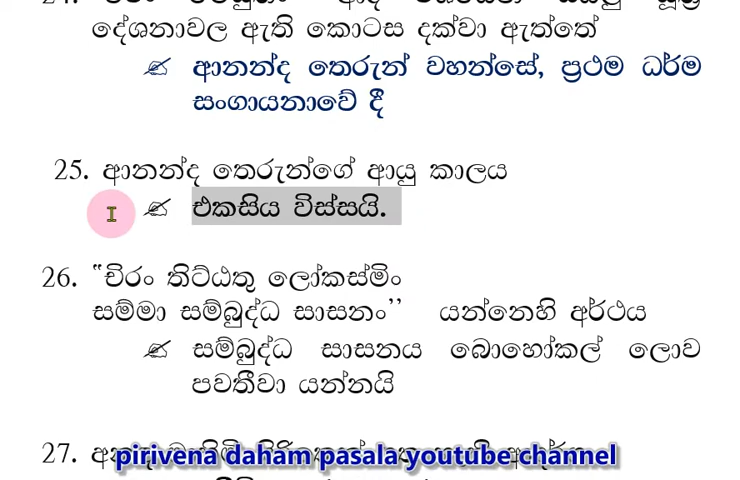 දේශනාවල ඇති කොටස දක්වා ඇත්තේ
ආනන්ද තෙරුන් වහන්සේ, ප්‍රථම ධර්ම
සංගායනාවේ දී
25. ආනන්ද තෙරුන්ගේ ආයු කාලය
එකසිය විස්සයි.
26. “චිරං තිට්ඨතු ලෝකස්මිං
සම්මා සම්බුද්ධ සාසනං’’ යන්නෙහි අර්ථය
සම්බුද්ධ සාසනය බොහෝකල් ලොව
පවතීවා යන්නයි
27.
pirivena daham pasala youtube channel